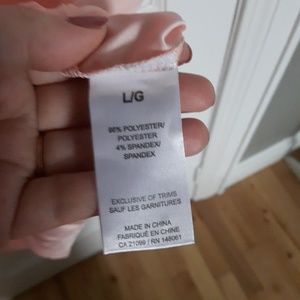 L/G
96% POLYESTER/
POLYESTER
4% SPANDEX/
SPANDEX
EXCLUSIVE OF TRIMS
SAUF LES GARNITURES
MADE IN CHINA
FABRIQUÉ EN CHINE
CA 21099 / RN 148061